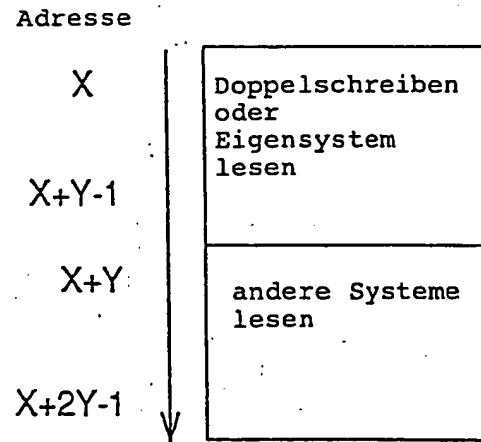 Adresse
X
Doppelschreiben
oder
Eigensystem
lesen
X+Y-1
X+Y
andere Systeme
lesen
X+2Y-1